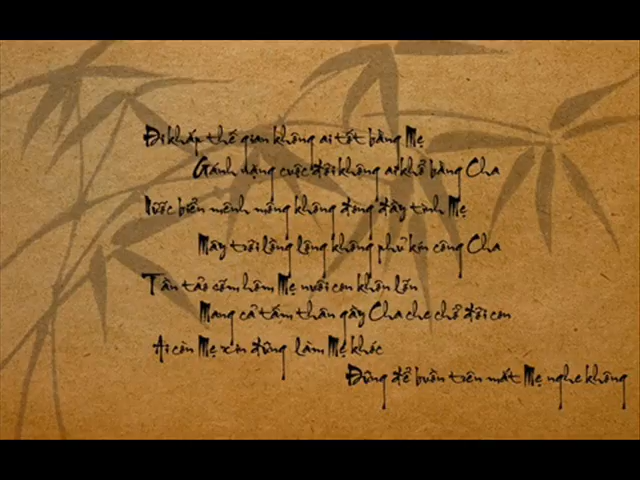 Đi khắp thế gian không ai tốt bằng Mẹ
Gánh nặng cuộc đời không ai khổ bằng Cha
Nước biển mênh mông không đong đầy tình Mẹ
Mây trời lồng lộng không phủ kín công Cha
Tần tảo sớm hôm Mẹ nuôi con khôn lớn
Mang cả tấm thân gầy Cha che chở đời con
Ai còn Mẹ xin đừng làm Mẹ khóc
Đừng để buồn trên mắt Mẹ nghe không